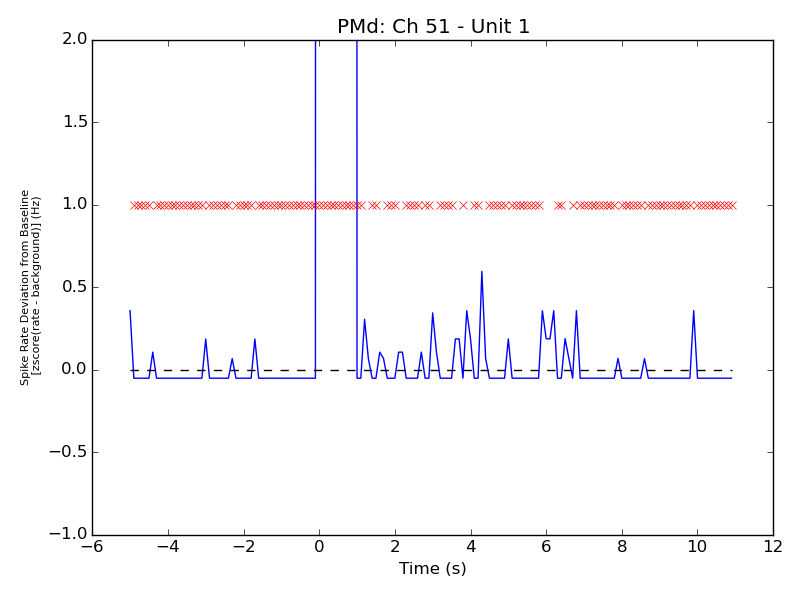 PMd: Ch 51 - Unit 1
2.0
1.5
1.0
0.5
0.0
−0.5
−1.0
Spike Rate Deviation from Baseline
[zscore(rate - background)] (Hz)
−6 −4 −2 0 2 4 6 8 10 12
Time (s)